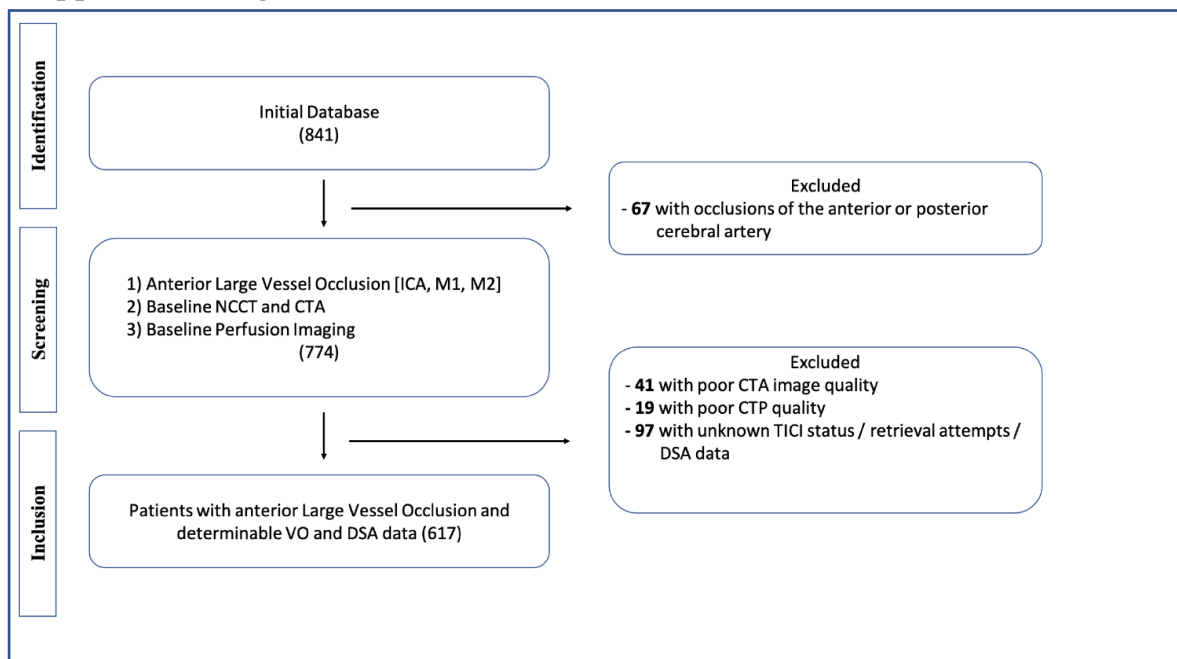 Identification
Initial Database
(841)
Excluded
- 67 with occlusions of the anterior or posterior
cerebral artery
Screening
1) Anterior Large Vessel Occlusion [ICA, M1, M2]
2) Baseline NCCT and CTA
3) Baseline Perfusion Imaging
(774)
Excluded
- 41 with poor CTA image quality
- 19 with poor CTP quality
- 97 with unknown TICI status / retrieval attempts /
DSA data
Inclusion
Patients with anterior Large Vessel Occlusion and
determinable VO and DSA data (617)